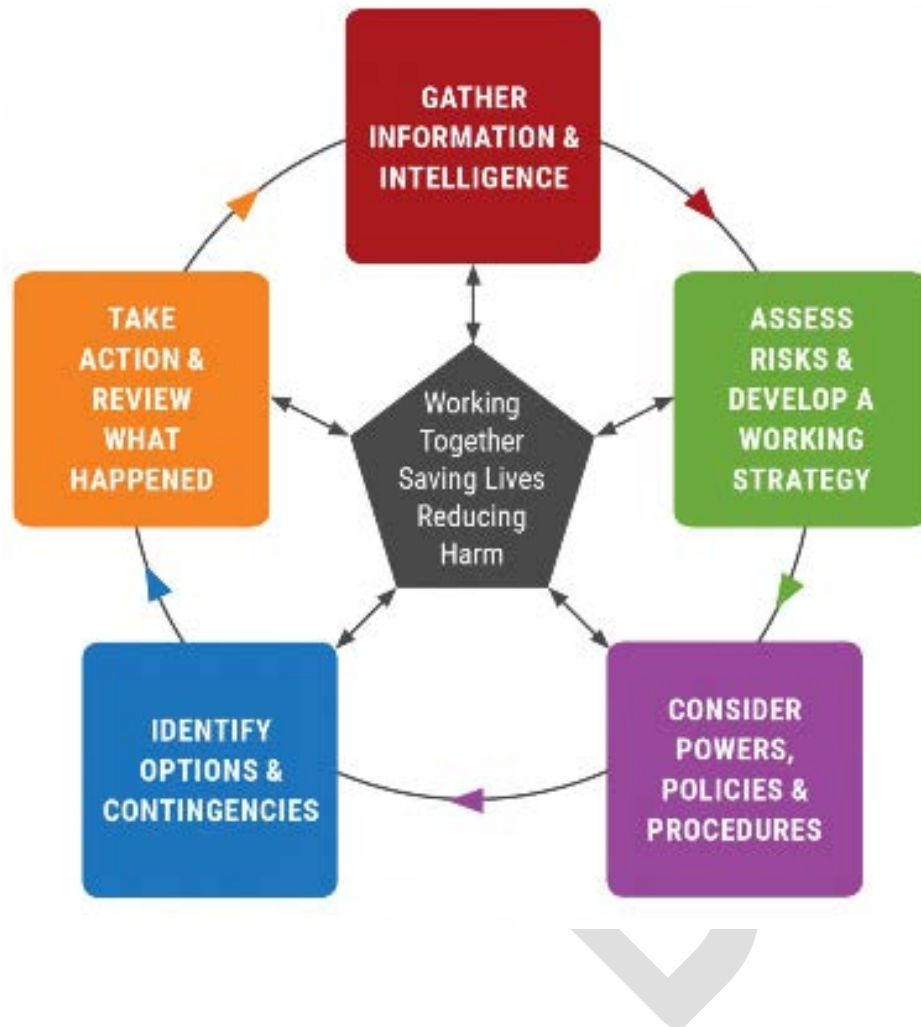 GATHER
INFORMATION &
INTELLIGENCE
ASSESS
RISKS &
DEVELOP A
WORKING
STRATEGY
CONSIDER
POWERS,
POLICIES &
PROCEDURES
IDENTIFY
OPTIONS &
CONTINGENCIES
TAKE
ACTION &
REVIEW
WHAT
HAPPENED
Working
Together
Saving Lives
Reducing
Harm